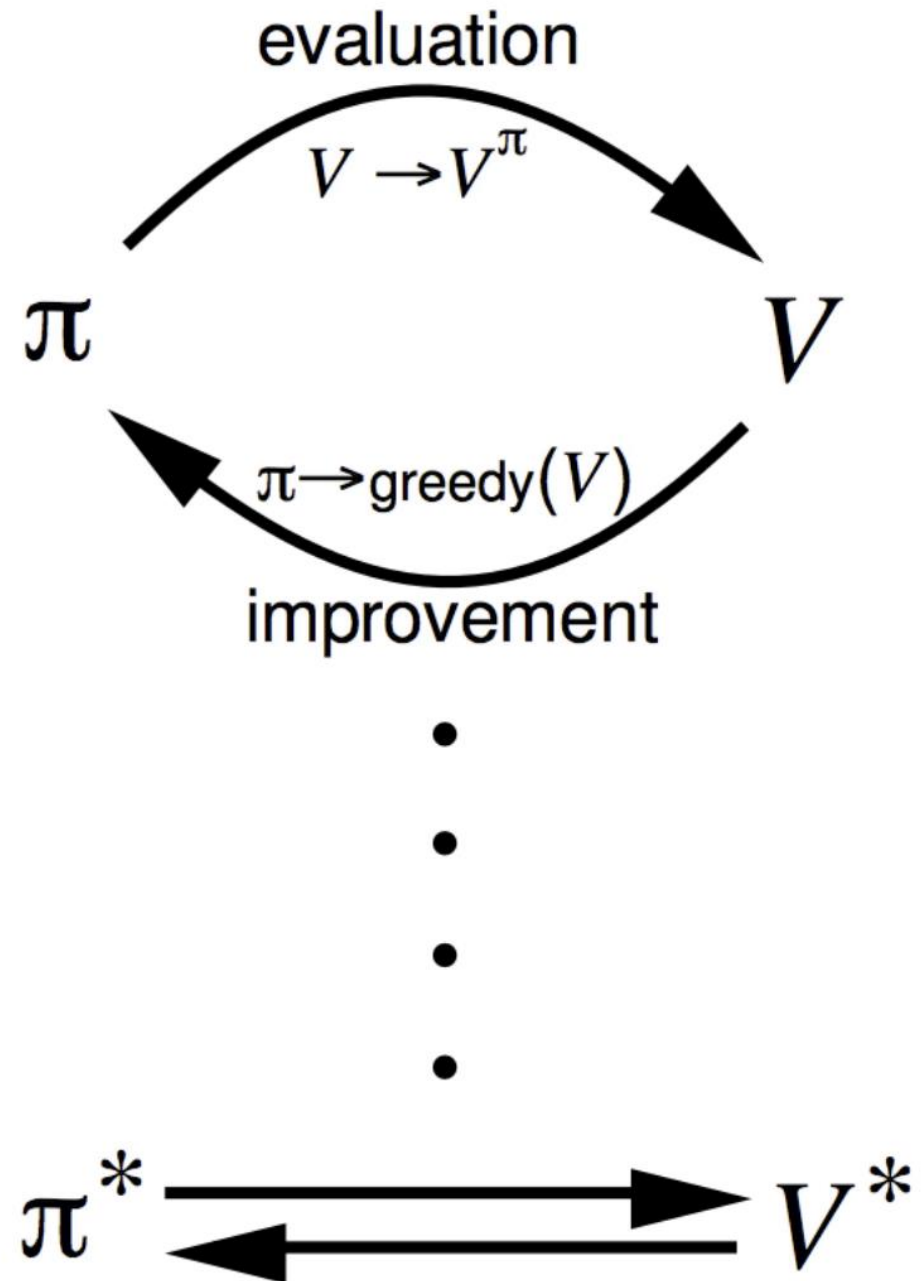 evaluation
V → V^π
π V
π→greedy(V)
improvement
π* V*